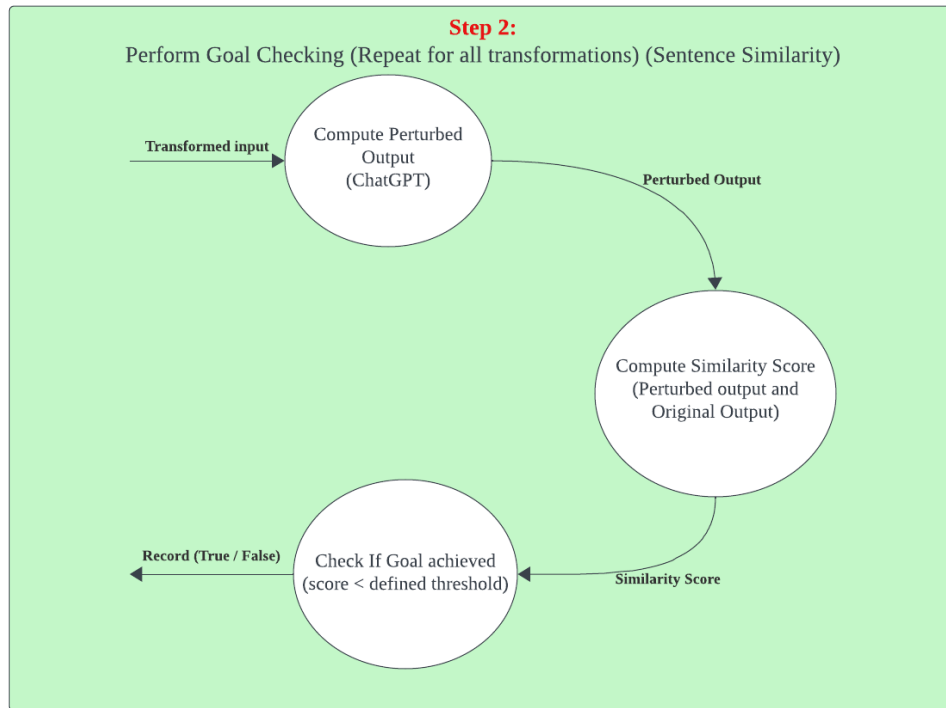 Step 2:
Perform Goal Checking (Repeat for all transformations) (Sentence Similarity)
Compute Perturbed
Output
(ChatGPT)
Transformed input
Perturbed Output
Compute Similarity Score
(Perturbed output and
Original Output)
Similarity Score
Check If Goal achieved
(score < defined threshold)
Record (True / False)